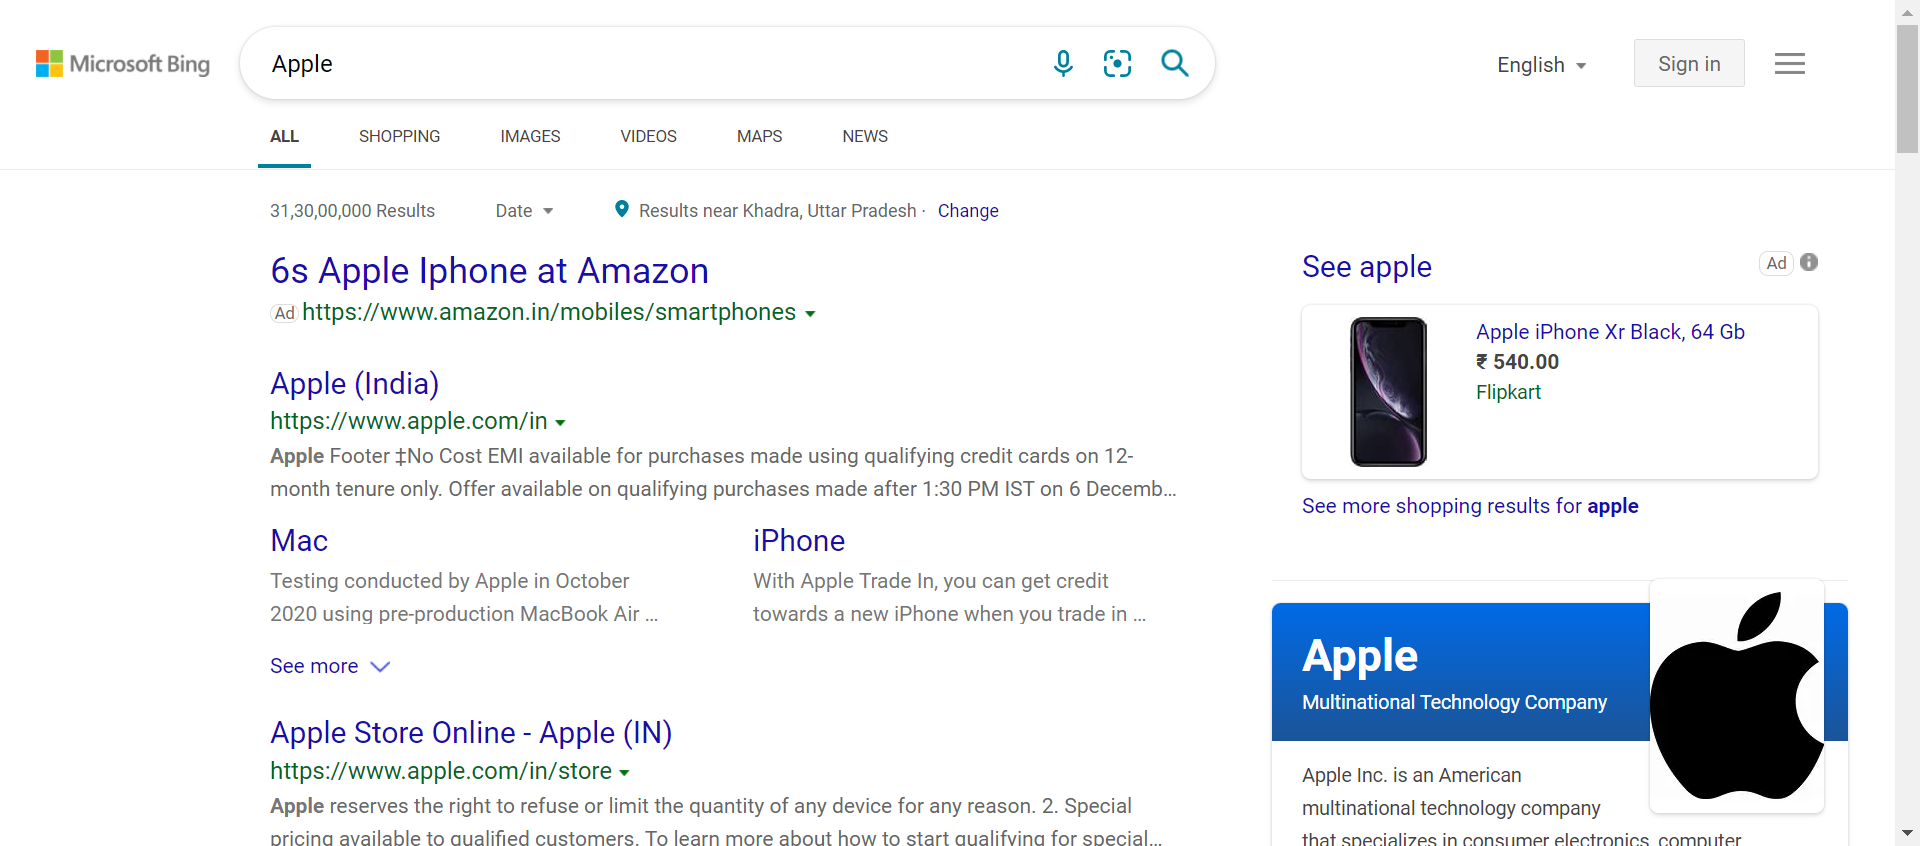 Microsoft Bing
Apple
English
Sign in
ALL
SHOPPING
IMAGES
VIDEOS
MAPS
NEWS
31,30,00,000 Results
Date
Results near Khadra, Uttar Pradesh · Change
6s Apple Iphone at Amazon
Ad https://www.amazon.in/mobiles/smartphones
Apple (India)
https://www.apple.com/in
Apple Footer ‡No Cost EMI available for purchases made using qualifying credit cards on 12-
month tenure only. Offer available on qualifying purchases made after 1:30 PM IST on 6 Decemb...
Mac
Testing conducted by Apple in October
2020 using pre-production MacBook Air ...
iPhone
With Apple Trade In, you can get credit
towards a new iPhone when you trade in ...
See more
Apple Store Online - Apple (IN)
https://www.apple.com/in/store
Apple reserves the right to refuse or limit the quantity of any device for any reason. 2. Special
pricing available to qualified customers. To learn more about how to start qualifying for special...
See apple
Ad
Apple iPhone Xr Black, 64 Gb
₹ 540.00
Flipkart
See more shopping results for apple
Apple
Multinational Technology Company
Apple Inc. is an American
multinational technology company
that specializes in consumer electronics, computer